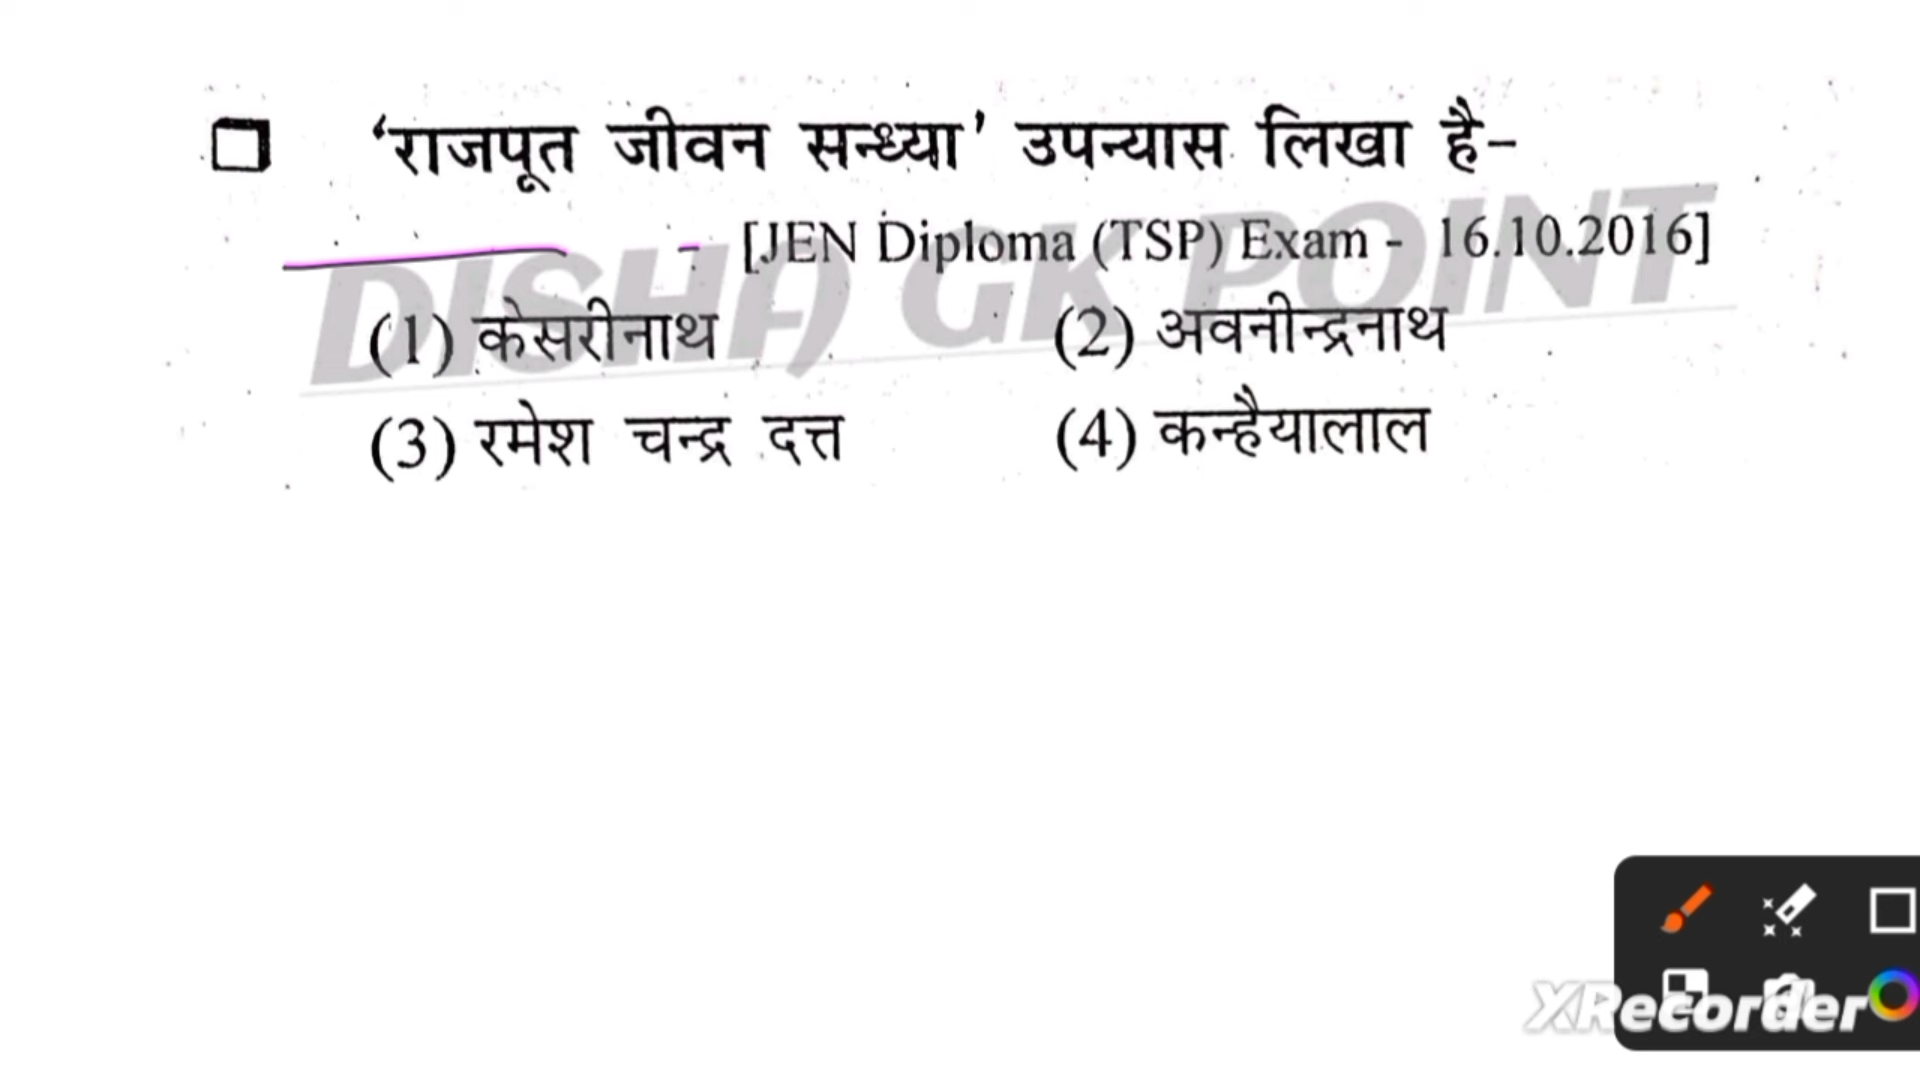 ‘राजपूत जीवन सन्ध्या’ उपन्यास लिखा है-
[JEN Diploma (TSP) Exam - 16.10.2016]
DISHA GK POINT
(1) केसरीनाथ (2) अवनीन्द्रनाथ
(3) रमेश चन्द्र दत्त (4) कन्हैयालाल
XRecorder